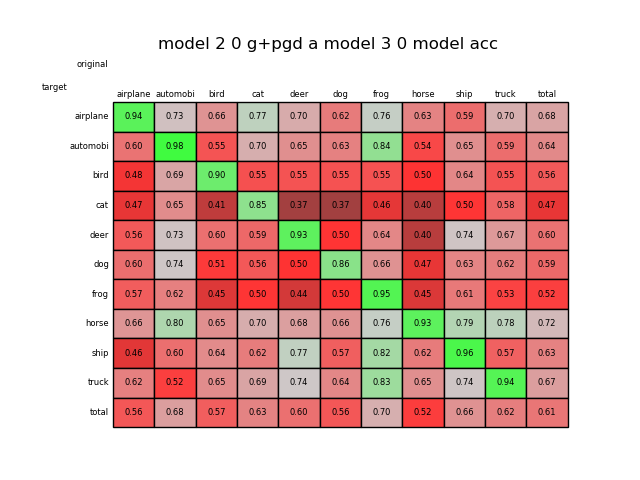 model 2 0 g+pgd a model 3 0 model acc
original
target
airplane automobi bird cat deer dog frog horse ship truck total
airplane 0.94 0.73 0.66 0.77 0.70 0.62 0.76 0.63 0.59 0.70 0.68
automobi 0.60 0.98 0.55 0.70 0.65 0.63 0.84 0.54 0.65 0.59 0.64
bird 0.48 0.69 0.90 0.55 0.55 0.55 0.55 0.50 0.64 0.55 0.56
cat 0.47 0.65 0.41 0.85 0.37 0.37 0.46 0.40 0.50 0.58 0.47
deer 0.56 0.73 0.60 0.59 0.93 0.50 0.64 0.40 0.74 0.67 0.60
dog 0.60 0.74 0.51 0.56 0.50 0.86 0.66 0.47 0.63 0.62 0.59
frog 0.57 0.62 0.45 0.50 0.44 0.50 0.95 0.45 0.61 0.53 0.52
horse 0.66 0.80 0.65 0.70 0.68 0.66 0.76 0.93 0.79 0.78 0.72
ship 0.46 0.60 0.64 0.62 0.77 0.57 0.82 0.62 0.96 0.57 0.63
truck 0.62 0.52 0.65 0.69 0.74 0.64 0.83 0.65 0.74 0.94 0.67
total 0.56 0.68 0.57 0.63 0.60 0.56 0.70 0.52 0.66 0.62 0.61